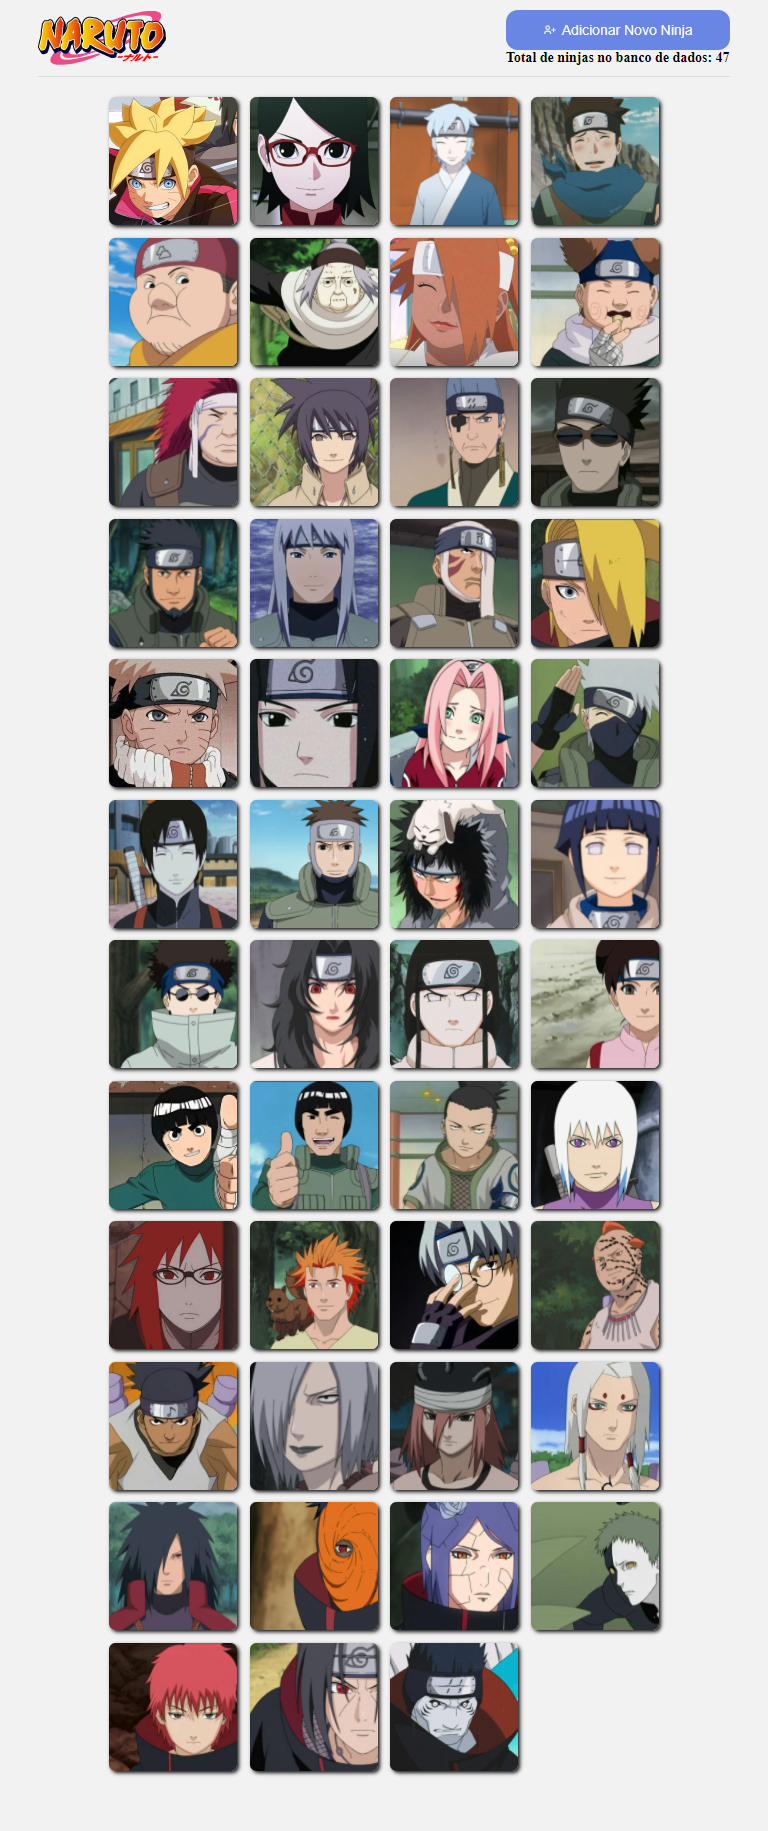 NARUTO
-ナルト-
Adicionar Novo Ninja
Total de ninjas no banco de dados: 47